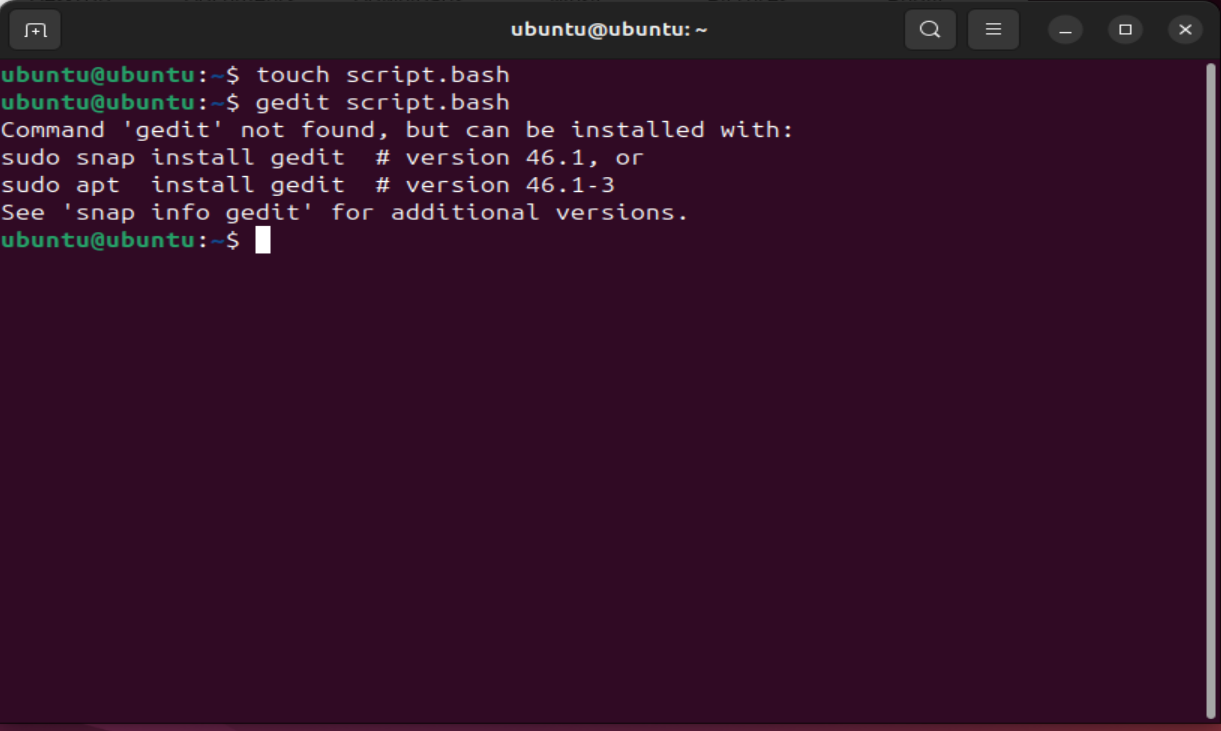 ubuntu@ubuntu: ~
ubuntu@ubuntu:~$ touch script.bash
ubuntu@ubuntu:~$ gedit script.bash
Command 'gedit' not found, but can be installed with:
sudo snap install gedit  # version 46.1, or
sudo apt  install gedit  # version 46.1-3
See 'snap info gedit' for additional versions.
ubuntu@ubuntu:~$